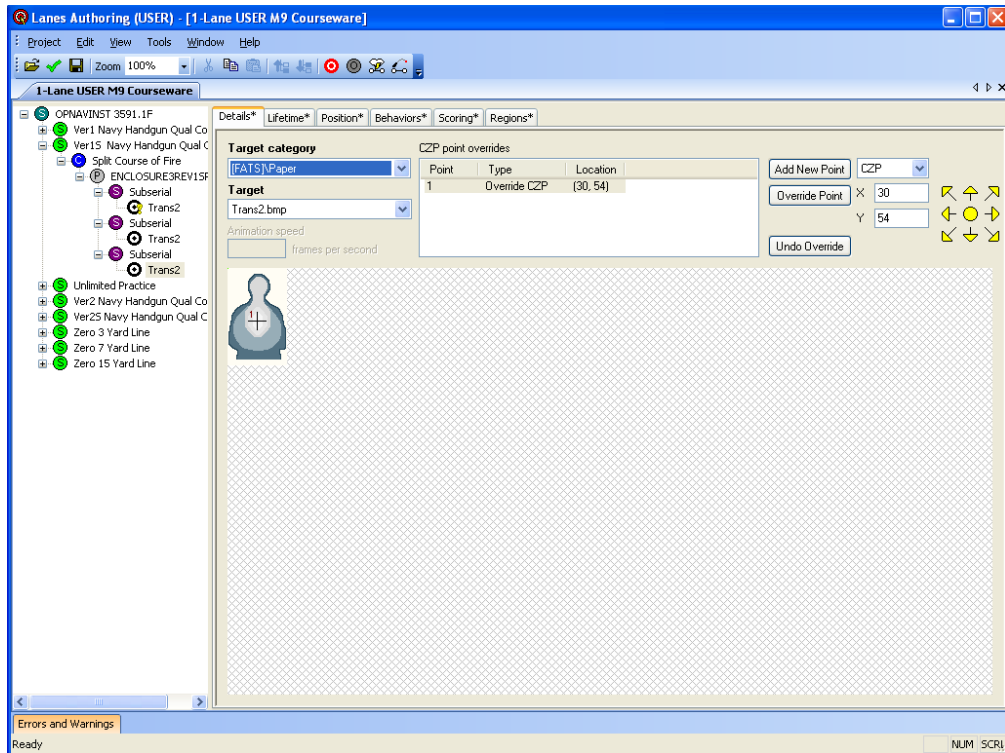 Lanes Authoring (USER) - [1-Lane USER M9 Courseware]
Project Edit View Tools Window Help
Zoom 100%
1-Lane USER M9 Courseware
OPNAVINST 3591.1F
Ver1 Navy Handgun Qual Co
Ver1S Navy Handgun Qual C
Split Course of Fire
ENCLOSURE3REV1SF
Subserial
Trans2
Subserial
Trans2
Subserial
Trans2
Unlimited Practice
Ver2 Navy Handgun Qual Co
Ver2S Navy Handgun Qual C
Zero 3 Yard Line
Zero 7 Yard Line
Zero 15 Yard Line
Details* Lifetime* Position* Behaviors* Scoring* Regions*
Target category
[FATS]\Paper
Target
Trans2.bmp
Animation speed
frames per second
CZP point overrides
Point Type Location
1 Override CZP (30, 54)
Add New Point CZP
Override Point X 30
Y 54
Undo Override
1
Errors and Warnings
Ready NUM SCRL